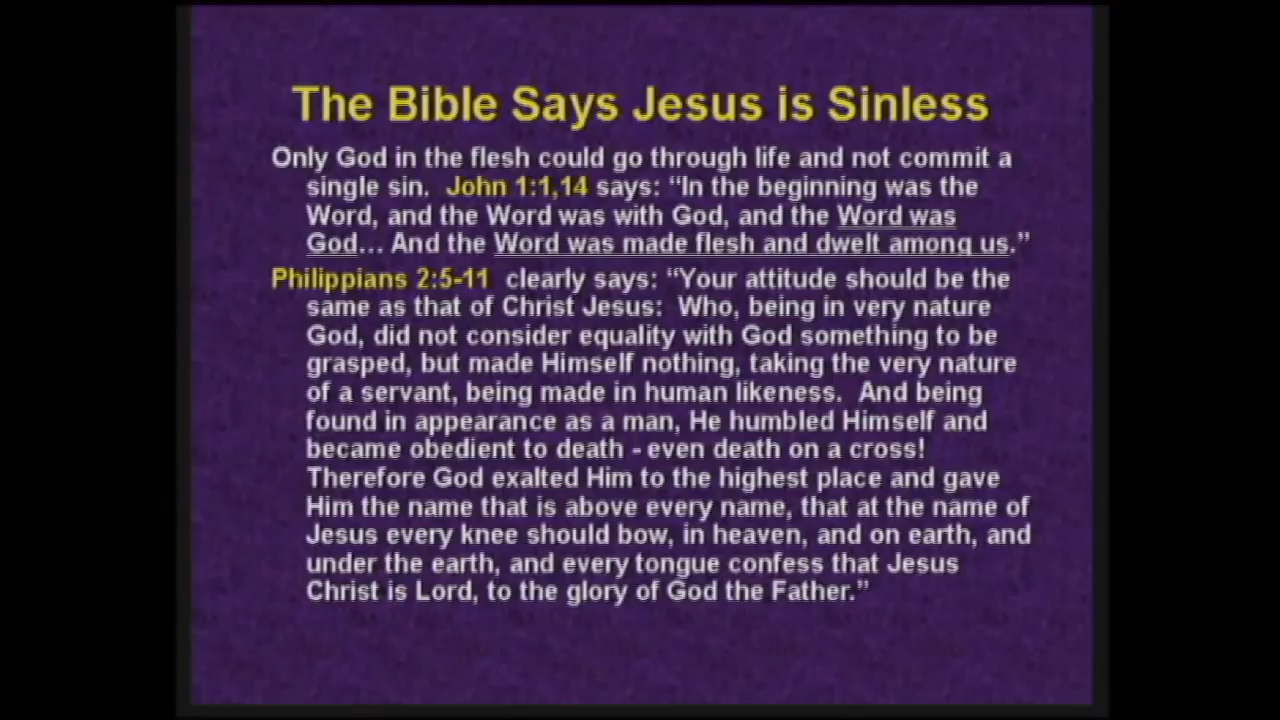 The Bible Says Jesus is Sinless
Only God in the flesh could go through life and not commit a
single sin. John 1:1,14 says: “In the beginning was the
Word, and the Word was with God, and the Word was
God... And the Word was made flesh and dwelt among us.”
Philippians 2:5-11 clearly says: “Your attitude should be the
same as that of Christ Jesus: Who, being in very nature
God, did not consider equality with God something to be
grasped, but made Himself nothing, taking the very nature
of a servant, being made in human likeness. And being
found in appearance as a man, He humbled Himself and
became obedient to death - even death on a cross!
Therefore God exalted Him to the highest place and gave
Him the name that is above every name, that at the name of
Jesus every knee should bow, in heaven, and on earth, and
under the earth, and every tongue confess that Jesus
Christ is Lord, to the glory of God the Father.”